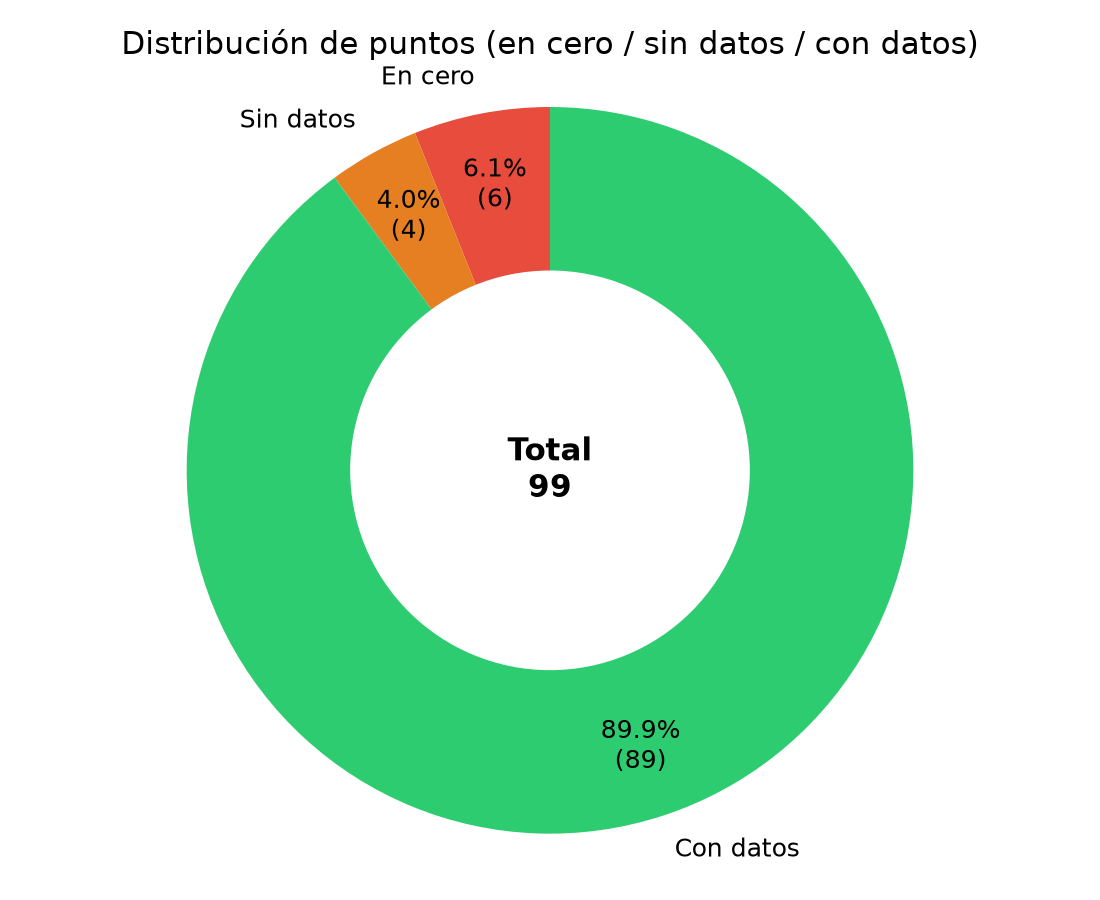 Distribución de puntos (en cero / sin datos / con datos)
En cero
Sin datos
6.1%
(6)
4.0%
(4)
Total
99
89.9%
(89)
Con datos